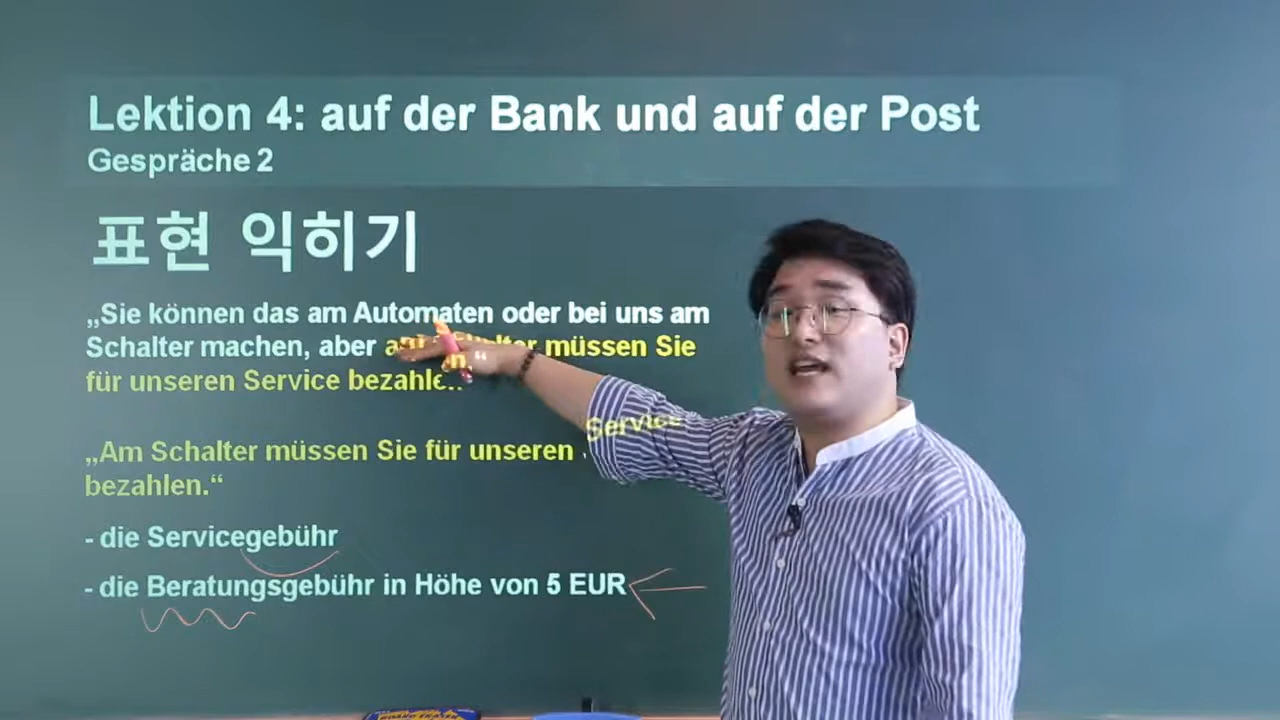 Lektion 4: auf der Bank und auf der Post
Gespräche 2
표현 익히기
„Sie können das am Automaten oder bei uns am
Schalter machen, aber müssen Sie
für unseren Service
„Am Schalter müssen Sie für unseren Service
bezahlen.“
- die Servicegebühr
- die Beratungsgebühr in Höhe von 5 EUR